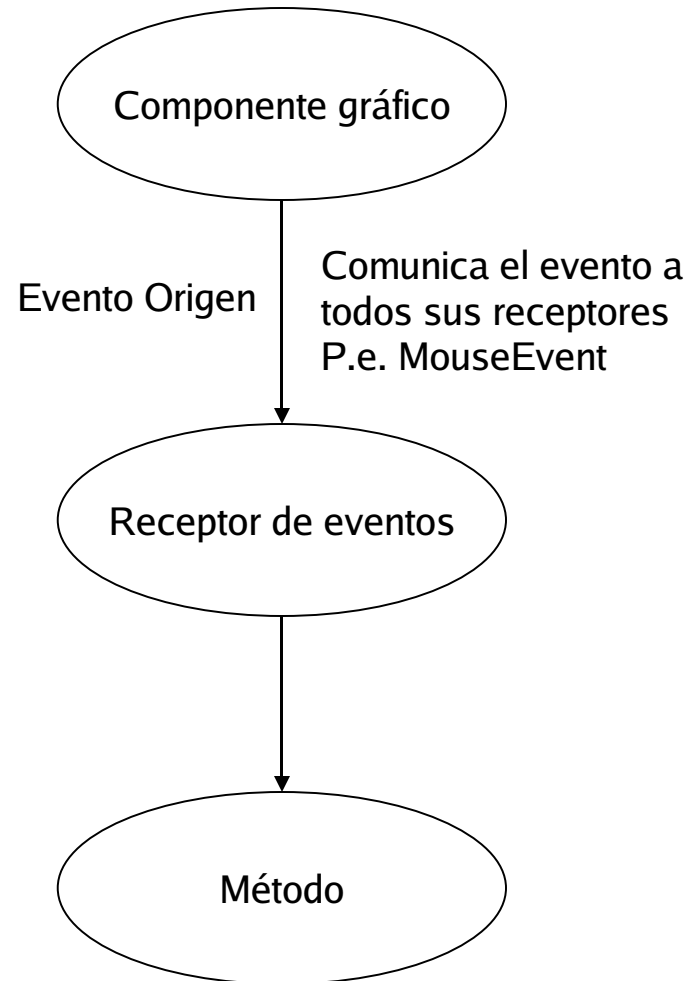 Componente gráfico
Evento Origen
Comunica el evento a
todos sus receptores
P.e. MouseEvent
Receptor de eventos
Método